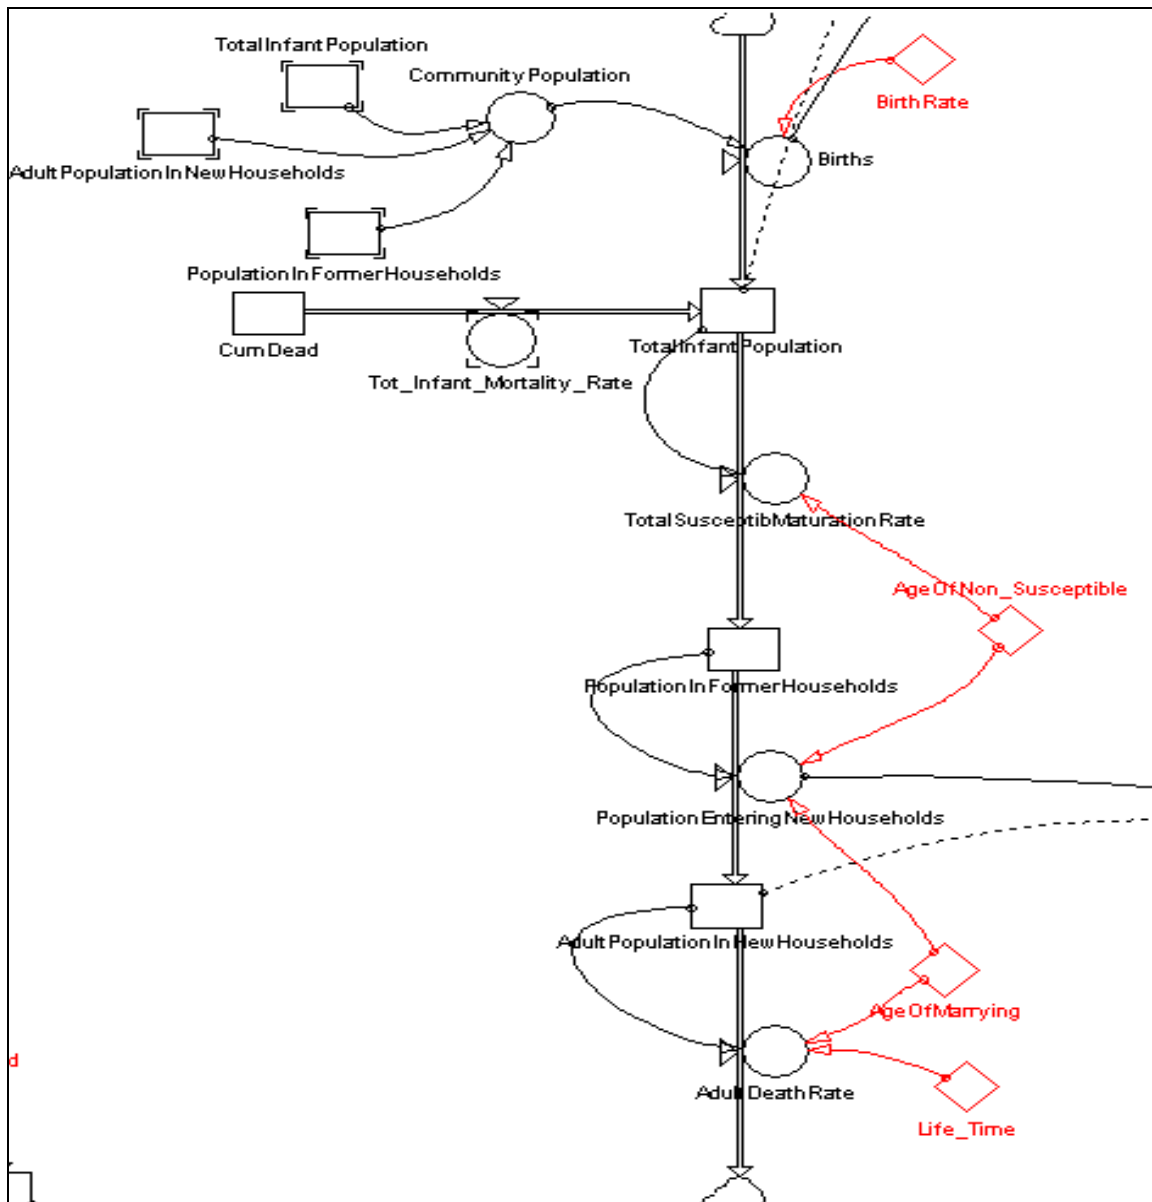 Total Infant Population
Community Population
Birth Rate
Births
Adult Population In New Households
Population In Former Households
Cum Dead
Total Infant Population
Tot_Infant_Mortality_Rate
Total Susceptib Maturation Rate
Age Of Non_Susceptible
Population In Former Households
Population Entering New Households
Adult Population In New Households
Age Of Marrying
d
Adult Death Rate
Life_Time